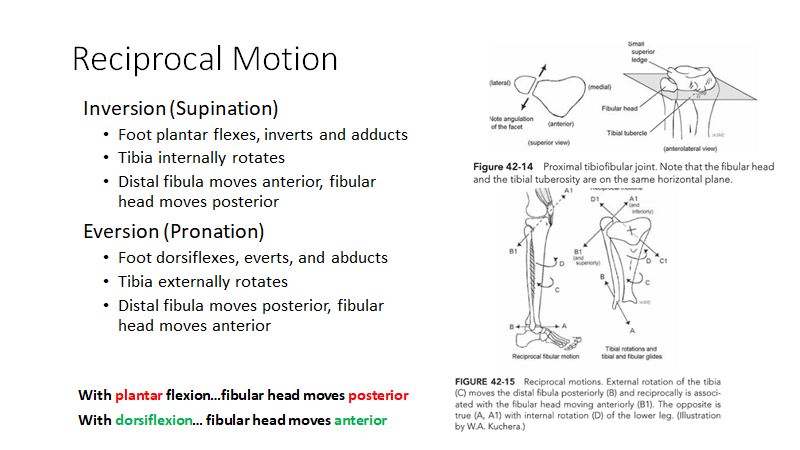 Reciprocal Motion
Inversion (Supination)
• Foot plantar flexes, inverts and adducts
• Tibia internally rotates
• Distal fibula moves anterior, fibular
head moves posterior
Eversion (Pronation)
• Foot dorsiflexes, everts, and abducts
• Tibia externally rotates
• Distal fibula moves posterior, fibular
head moves anterior
With plantar flexion...fibular head moves posterior
With dorsiflexion... fibular head moves anterior
Small
superior
ledge
(lateral)
(medial)
Note angulation
of the facet
(anterior)
(superior view)
Fibular head
Tibial tubercle
(anterolateral view)
Figure 42-14 Proximal tibiofibular joint. Note that the fibular head
and the tibial tuberosity are on the same horizontal plane.
Reciprocal motions
A1
B1
D
C
B
A
Reciprocal fibular motion
D1
A1
(and
inferiorly)
B1
(and
superiorly)
D
C1
B
C
A
Tibial rotations and
tibial and fibular glides
FIGURE 42-15 Reciprocal motions. External rotation of the tibia
(C) moves the distal fibula posteriorly (B) and reciprocally is associ-
ated with the fibular head moving anteriorly (B1). The opposite is
true (A, A1) with internal rotation (D) of the lower leg. (Illustration
by W.A. Kuchera.)